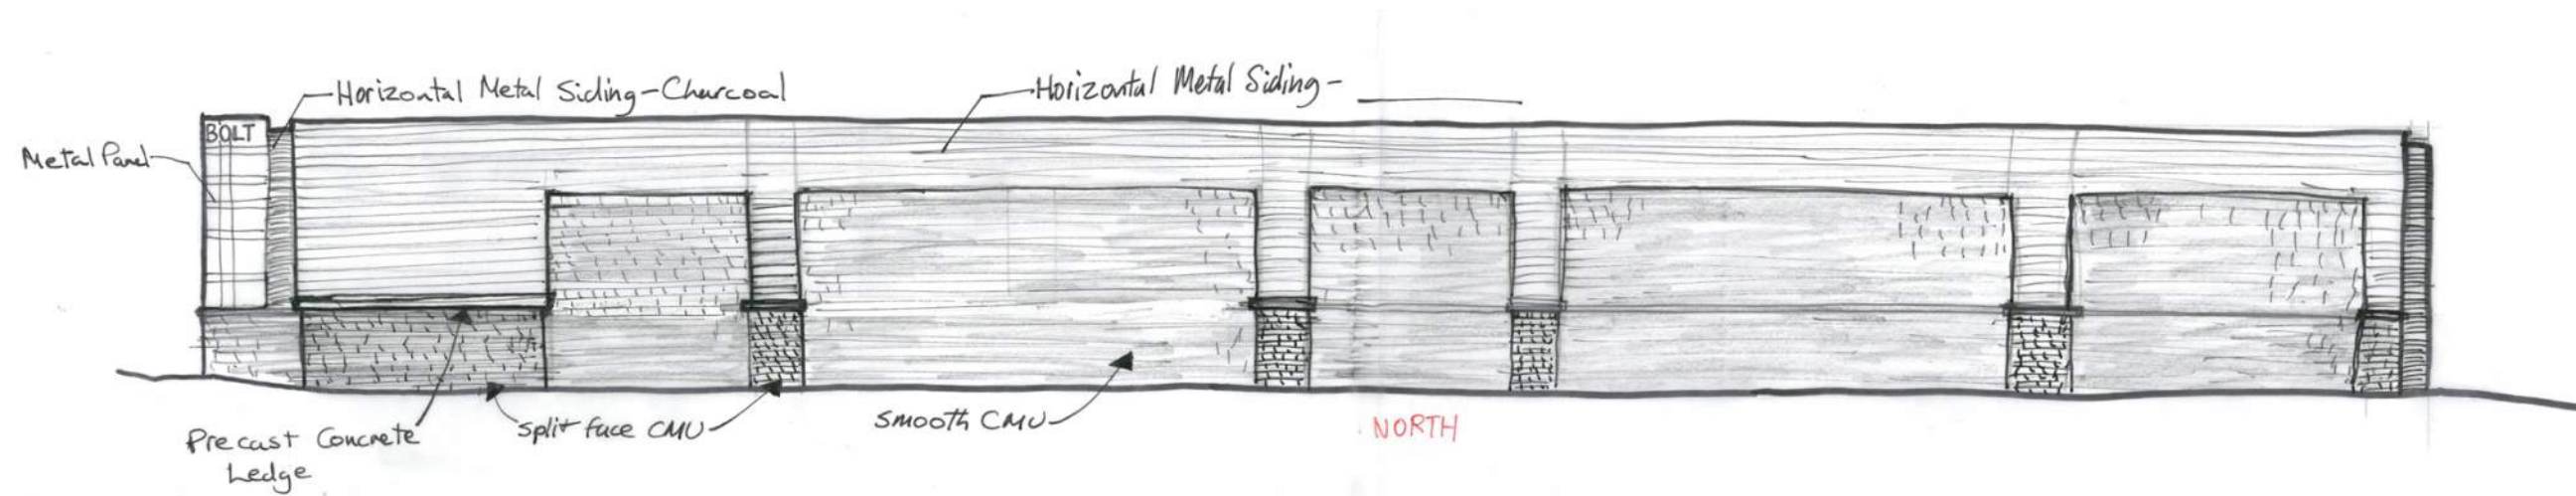 Horizontal Metal Siding-Charcoal
Horizontal Metal Siding-
BOLT
Metal Panel
Precast Concrete
Ledge
split face CMU
smooth CMU
NORTH